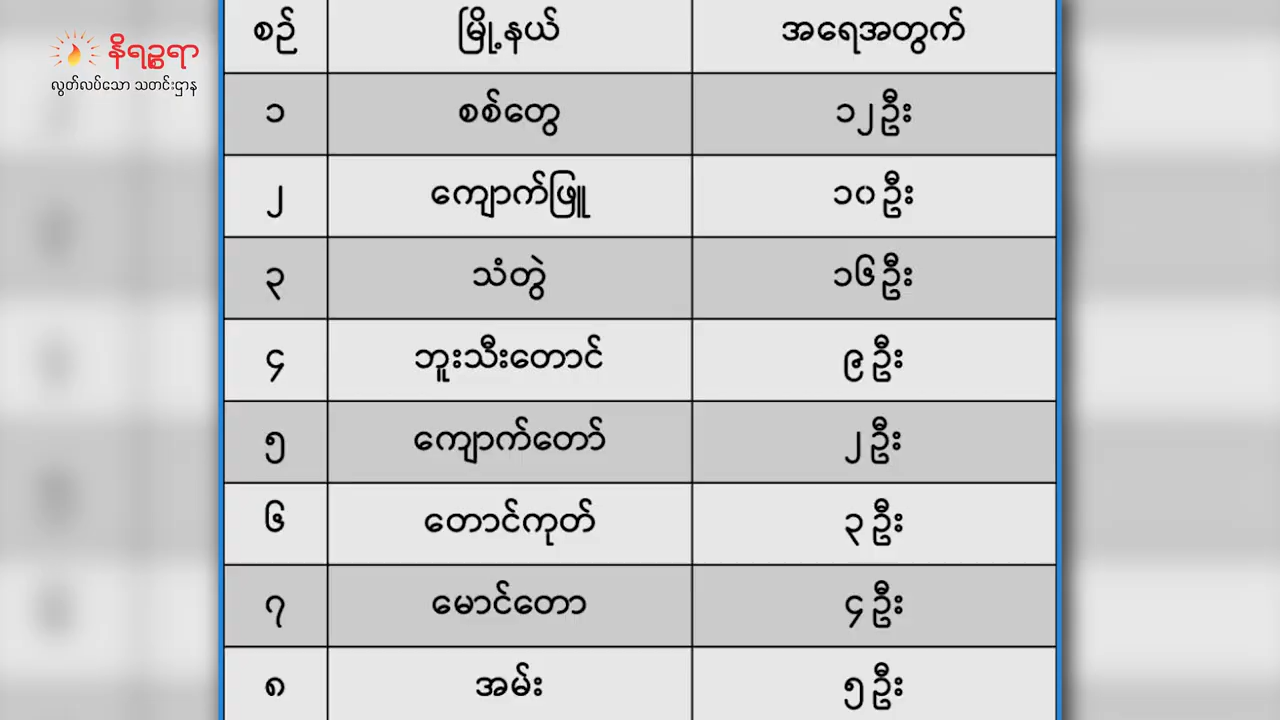 နိရဉ္စရာ
လွတ်လပ်သော သတင်းဌာန
စဉ် မြို့နယ် အရေအတွက်
၁ စစ်တွေ ၁၂ ဦး
၂ ကျောက်ဖြူ ၁၀ ဦး
၃ သံတွဲ ၁၆ ဦး
၄ ဘူးသီးတောင် ၉ ဦး
၅ ကျောက်တော် ၂ ဦး
၆ တောင်ကုတ် ၃ ဦး
၇ မောင်တော ၄ ဦး
၈ အမ်း ၅ ဦး